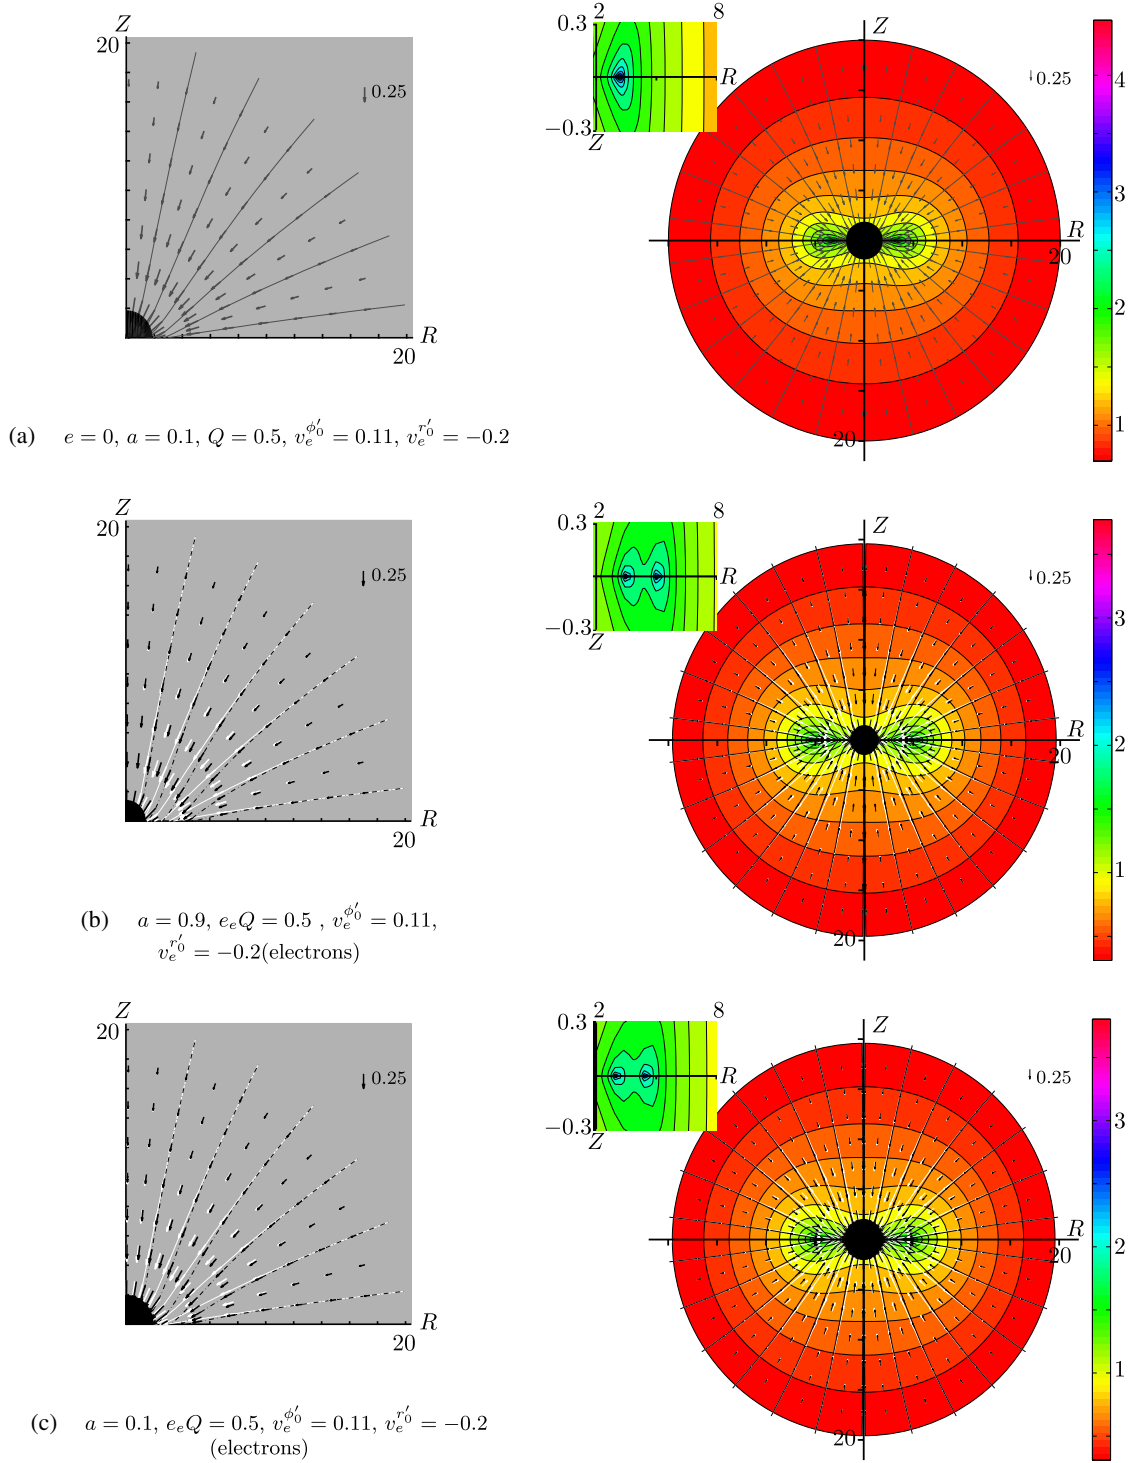 Z
20
0.25
20
R
2
8
0.3
R
−0.3
Z
Z
0.25
R
20
20
4
3
2
1
(a) e = 0, a = 0.1, Q = 0.5, v_e^{φ′_0} = 0.11, v_e^{r′_0} = −0.2
Z
20
0.25
20
R
2
8
0.3
R
−0.3
Z
Z
0.25
R
20
20
3
2
1
(b) a = 0.9, e_eQ = 0.5 , v_e^{φ′_0} = 0.11,
v_e^{r′_0} = −0.2(electrons)
Z
20
0.25
20
R
2
8
0.3
R
−0.3
Z
Z
0.25
R
20
20
3
2
1
(c) a = 0.1, e_eQ = 0.5, v_e^{φ′_0} = 0.11, v_e^{r′_0} = −0.2
(electrons)